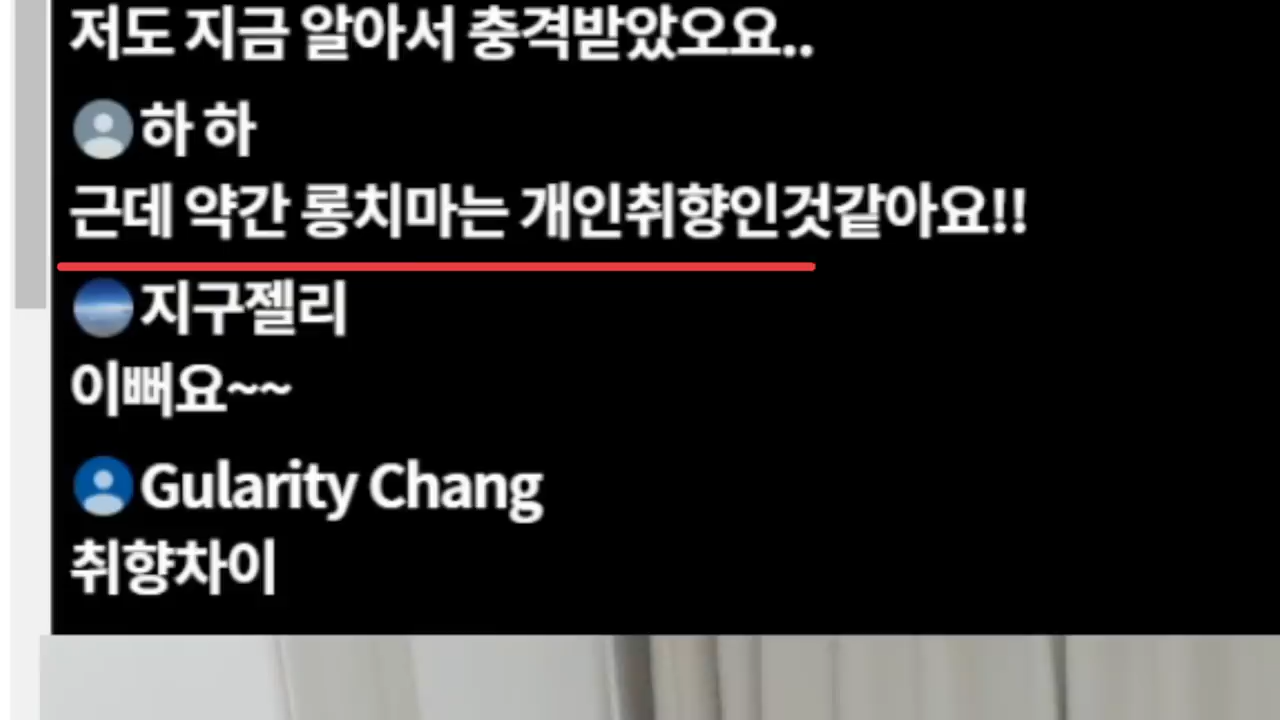 저도 지금 알아서 충격받았오요..
하 하
근데 약간 롱치마는 개인취향인것같아요!!
지구젤리
이뻐요~~
Gularity Chang
취향차이